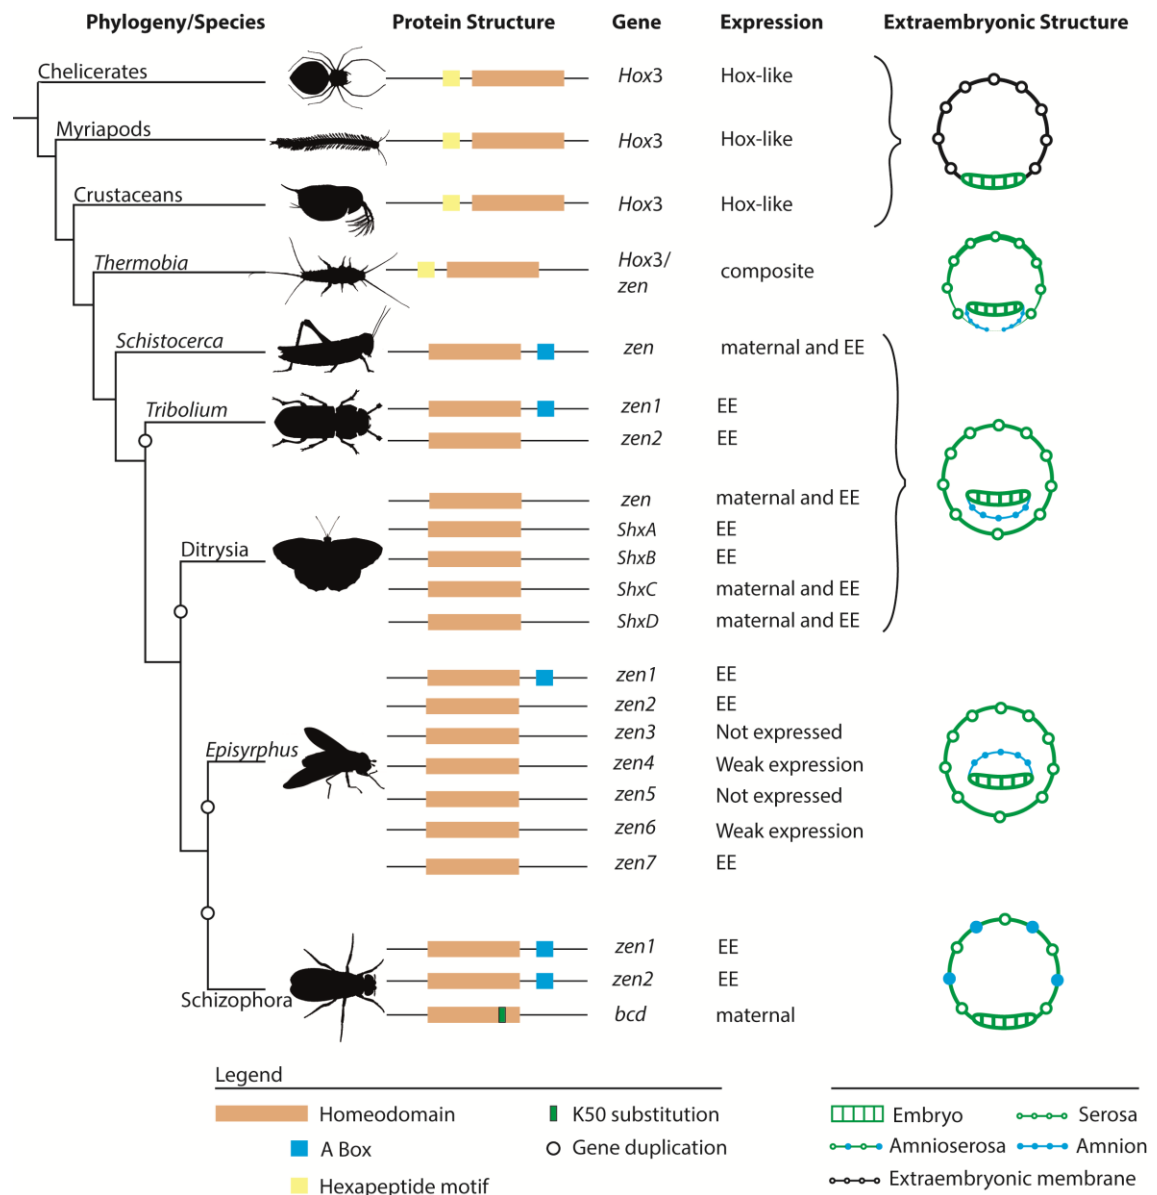 Phylogeny/Species Protein Structure Gene Expression Extraembryonic Structure
Chelicerates Hox3 Hox-like
Myriapods Hox3 Hox-like
Crustaceans Hox3 Hox-like
Thermobia Hox3/ composite
zen
Schistocerca zen maternal and EE
Tribolium zen1 EE
zen2 EE
zen maternal and EE
ShxA EE
Ditrysia ShxB EE
ShxC maternal and EE
ShxD maternal and EE
zen1 EE
zen2 EE
zen3 Not expressed
Episyrphus zen4 Weak expression
zen5 Not expressed
zen6 Weak expression
zen7 EE
zen1 EE
zen2 EE
Schizophora
bcd maternal
Legend
Homeodomain K50 substitution Embryo Serosa
A Box Gene duplication Amnioserosa Amnion
Hexapeptide motif Extraembryonic membrane